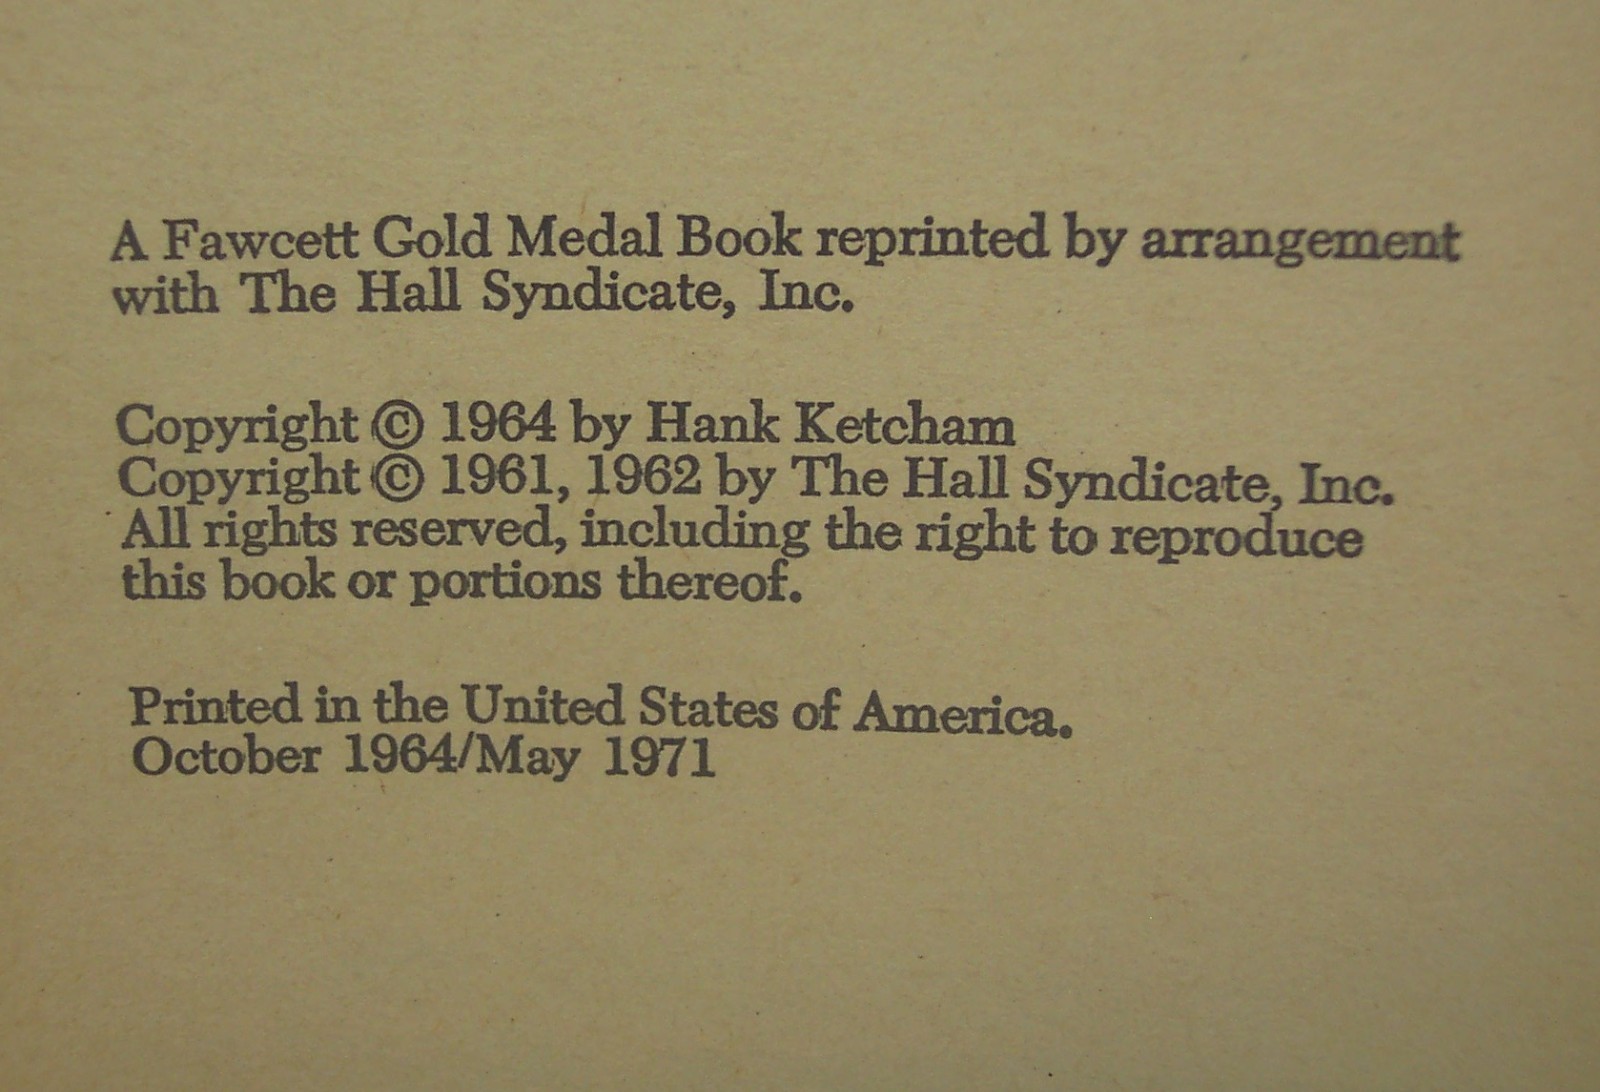 A Fawcett Gold Medal Book reprinted by arrangement
with The Hall Syndicate, Inc.
Copyright © 1964 by Hank Ketcham
Copyright © 1961, 1962 by The Hall Syndicate, Inc.
All rights reserved, including the right to reproduce
this book or portions thereof.
Printed in the United States of America.
October 1964/May 1971